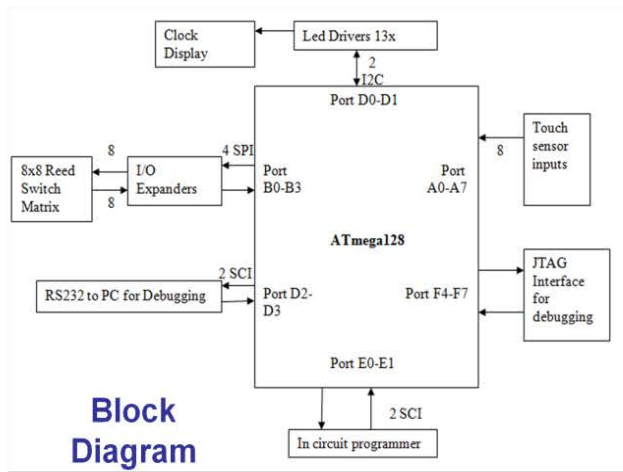 Clock
Display
Led Drivers 13x
2
I2C
Port D0-D1
8x8 Reed
Switch
Matrix
8
8
I/O
Expanders
4 SPI
Port
B0-B3
Port
A0-A7
8
Touch
sensor
inputs
ATmega128
RS232 to PC for Debugging
2 SCI
Port D2-
D3
Port F4-F7
JTAG
Interface
for
debugging
Port E0-E1
2 SCI
In circuit programmer
Block
Diagram